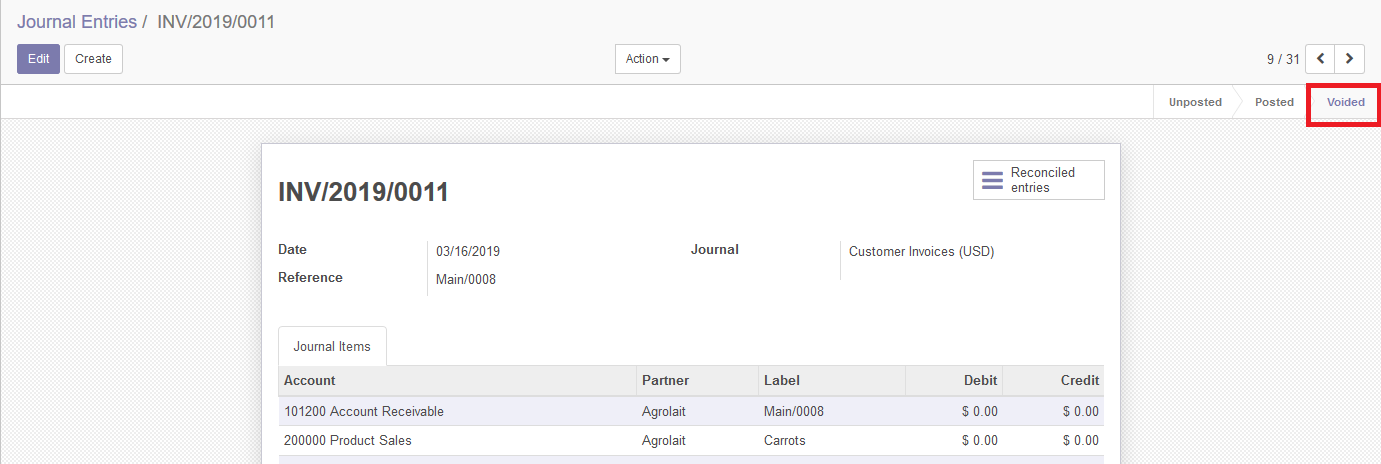 Journal Entries / INV/2019/0011
Edit Create Action 9 / 31
Unposted Posted Voided
INV/2019/0011
Reconciled
entries
Date 03/16/2019 Journal Customer Invoices (USD)
Reference Main/0008
Journal Items
Account Partner Label Debit Credit
101200 Account Receivable Agrolait Main/0008 $ 0.00 $ 0.00
200000 Product Sales Agrolait Carrots $ 0.00 $ 0.00